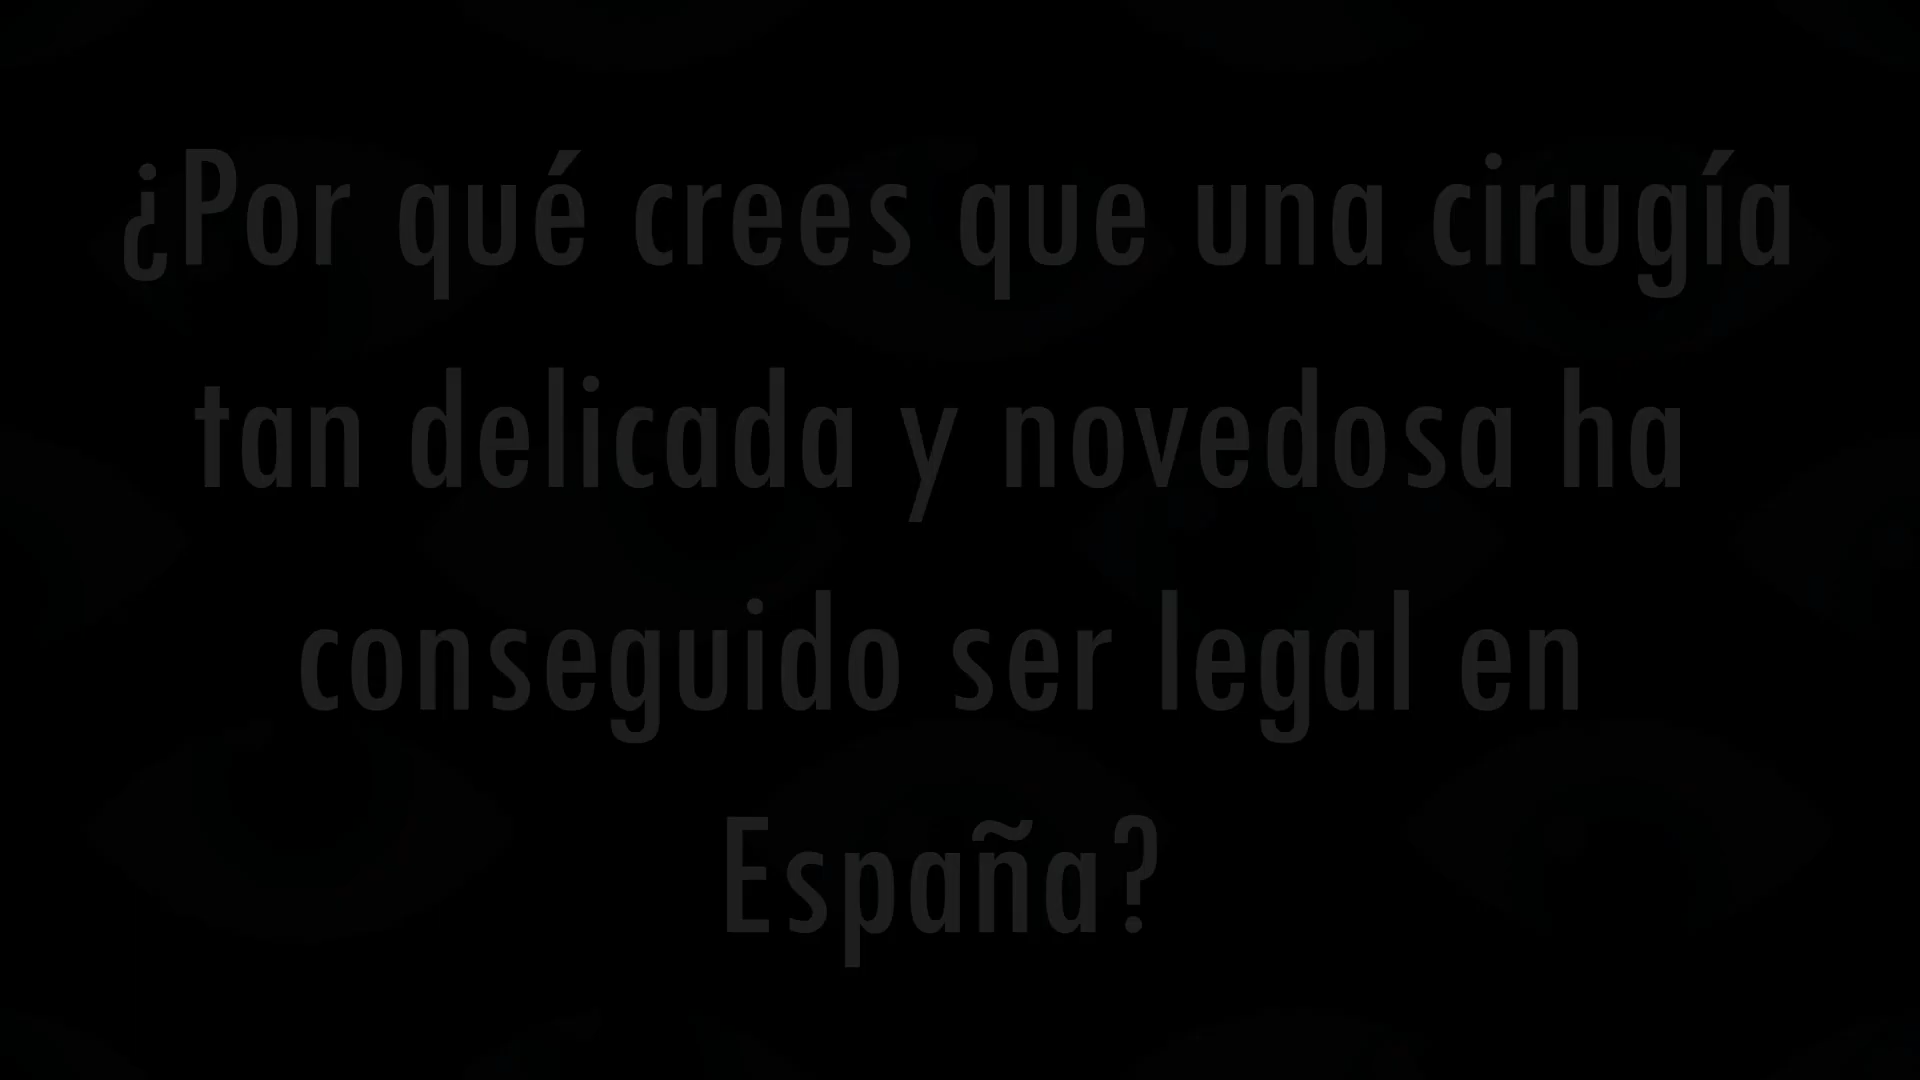 ¿Por qué crees que una cirugía
tan delicada y novedosa ha
conseguido ser legal en
España?